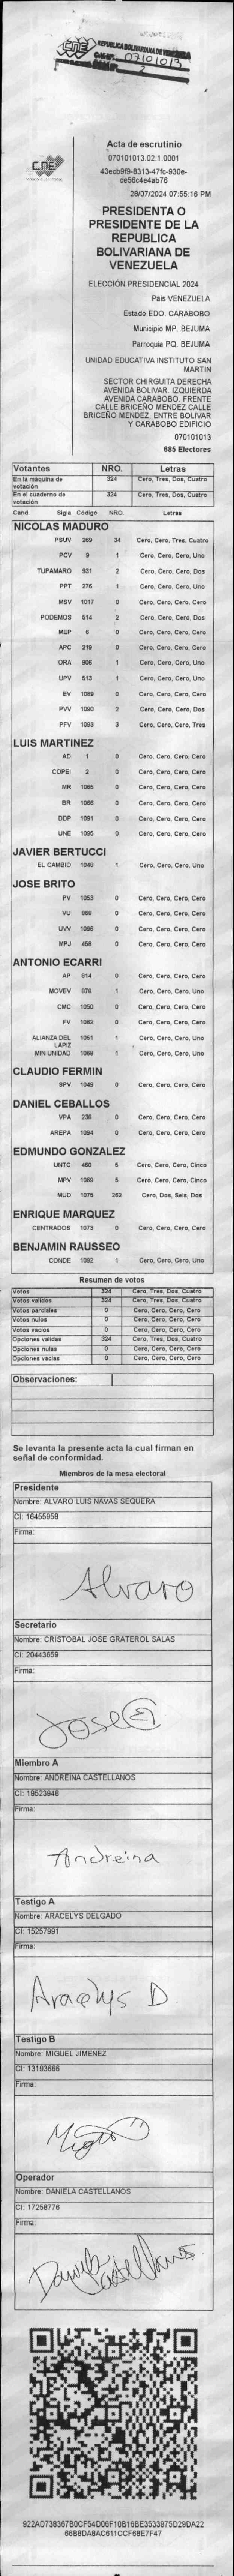 CNE REPUBLICA BOLIVARIANA DE VENEZUELA
07101013
2
CNE
Acta de escrutinio
070101013.02.1.0001
43ecb9f9-8313-47fc-930e-
ce56c4e4ab76
28/07/2024 07:55:16 PM
PRESIDENTA O
PRESIDENTE DE LA
REPUBLICA
BOLIVARIANA DE
VENEZUELA
ELECCIÓN PRESIDENCIAL 2024
Pais VENEZUELA
Estado EDO. CARABOBO
Municipio MP. BEJUMA
Parroquia PQ. BEJUMA
UNIDAD EDUCATIVA INSTITUTO SAN
MARTIN
SECTOR CHIRGUITA DERECHA
AVENIDA BOLIVAR. IZQUIERDA
AVENIDA CARABOBO. FRENTE
CALLE BRICEÑO MENDEZ CALLE
BRICEÑO MENDEZ, ENTRE BOLIVAR
Y CARABOBO EDIFICIO
070101013
685 Electores
Votantes NRO. Letras
En la máquina de votación 324 Cero, Tres, Dos, Cuatro
En el cuaderno de votación 324 Cero, Tres, Dos, Cuatro
Cand. Sigla Codigo NRO. Letras
NICOLAS MADURO
PSUV 269 34 Cero, Cero, Tres, Cuatro
PCV 9 1 Cero, Cero, Cero, Uno
TUPAMARO 931 2 Cero, Cero, Cero, Dos
PPT 276 1 Cero, Cero, Cero, Uno
MSV 1017 0 Cero, Cero, Cero, Cero
PODEMOS 514 2 Cero, Cero, Cero, Dos
MEP 6 0 Cero, Cero, Cero, Cero
APC 219 0 Cero, Cero, Cero, Cero
ORA 906 1 Cero, Cero, Cero, Uno
UPV 513 1 Cero, Cero, Cero, Uno
EV 1089 0 Cero, Cero, Cero, Cero
PVV 1090 2 Cero, Cero, Cero, Dos
PFV 1093 3 Cero, Cero, Cero, Tres
LUIS MARTINEZ
AD 1 0 Cero, Cero, Cero, Cero
COPEI 2 0 Cero, Cero, Cero, Cero
MR 1065 0 Cero, Cero, Cero, Cero
BR 1066 0 Cero, Cero, Cero, Cero
DDP 1091 0 Cero, Cero, Cero, Cero
UNE 1095 0 Cero, Cero, Cero, Cero
JAVIER BERTUCCI
EL CAMBIO 1048 1 Cero, Cero, Cero, Uno
JOSE BRITO
PV 1053 0 Cero, Cero, Cero, Cero
VU 868 0 Cero, Cero, Cero, Cero
UVV 1096 0 Cero, Cero, Cero, Cero
MPJ 458 0 Cero, Cero, Cero, Cero
ANTONIO ECARRI
AP 814 0 Cero, Cero, Cero, Cero
MOVEV 878 1 Cero, Cero, Cero, Uno
CMC 1050 0 Cero, Cero, Cero, Cero
FV 1062 0 Cero, Cero, Cero, Cero
ALIANZA DEL LAPIZ 1051 1 Cero, Cero, Cero, Uno
MIN UNIDAD 1068 1 Cero, Cero, Cero, Uno
CLAUDIO FERMIN
SPV 1049 0 Cero, Cero, Cero, Cero
DANIEL CEBALLOS
VPA 236 0 Cero, Cero, Cero, Cero
AREPA 1094 0 Cero, Cero, Cero, Cero
EDMUNDO GONZALEZ
UNTC 460 5 Cero, Cero, Cero, Cinco
MPV 1069 5 Cero, Cero, Cero, Cinco
MUD 1075 262 Cero, Dos, Seis, Dos
ENRIQUE MARQUEZ
CENTRADOS 1073 0 Cero, Cero, Cero, Cero
BENJAMIN RAUSSEO
CONDE 1092 1 Cero, Cero, Cero, Uno
Resumen de votos
Votos 324 Cero, Tres, Dos, Cuatro
Votos validos 324 Cero, Tres, Dos, Cuatro
Votos parciales 0 Cero, Cero, Cero, Cero
Votos nulos 0 Cero, Cero, Cero, Cero
Votos vacios 0 Cero, Cero, Cero, Cero
Opciones validas 324 Cero, Tres, Dos, Cuatro
Opciones nulas 0 Cero, Cero, Cero, Cero
Opciones vacias 0 Cero, Cero, Cero, Cero
Observaciones:
Se levanta la presente acta la cual firman en
señal de conformidad.
Miembros de la mesa electoral
Presidente
Nombre: ALVARO LUIS NAVAS SEQUERA
CI: 16455958
Firma:
Alvaro
Secretario
Nombre: CRISTOBAL JOSE GRATEROL SALAS
CI: 20443659
Firma:
José G
Miembro A
Nombre: ANDREINA CASTELLANOS
CI: 19523948
Firma:
Andreina
Testigo A
Nombre: ARACELYS DELGADO
CI: 15257991
Firma:
Aracelys D
Testigo B
Nombre: MIGUEL JIMENEZ
CI: 13193666
Firma:
Operador
Nombre: DANIELA CASTELLANOS
CI: 17258776
Firma:
Daniela Castellanos
922AD738367B0CF54D06F10B16BE3533975D29DA22
66B8DA8AC611CCF68E7F47